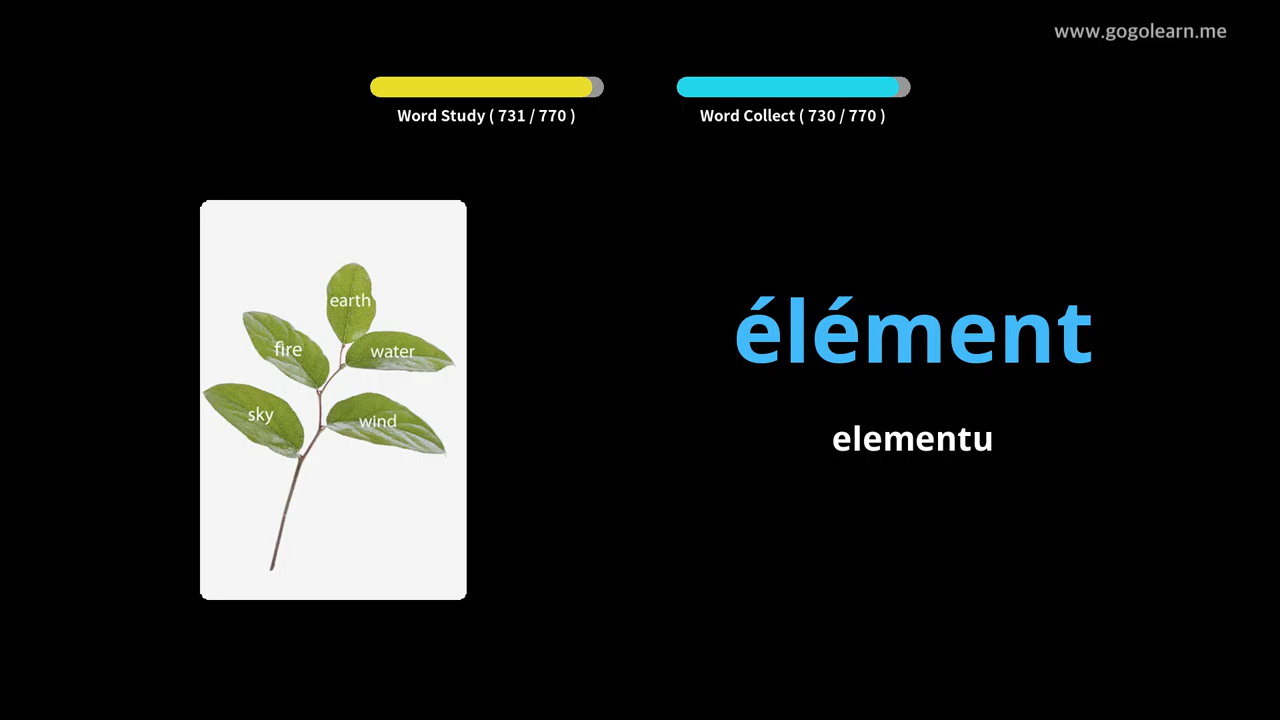 www.gogolearn.me
Word Study ( 731 / 770 )
Word Collect ( 730 / 770 )
earth
fire
water
sky
wind
élément
elementu